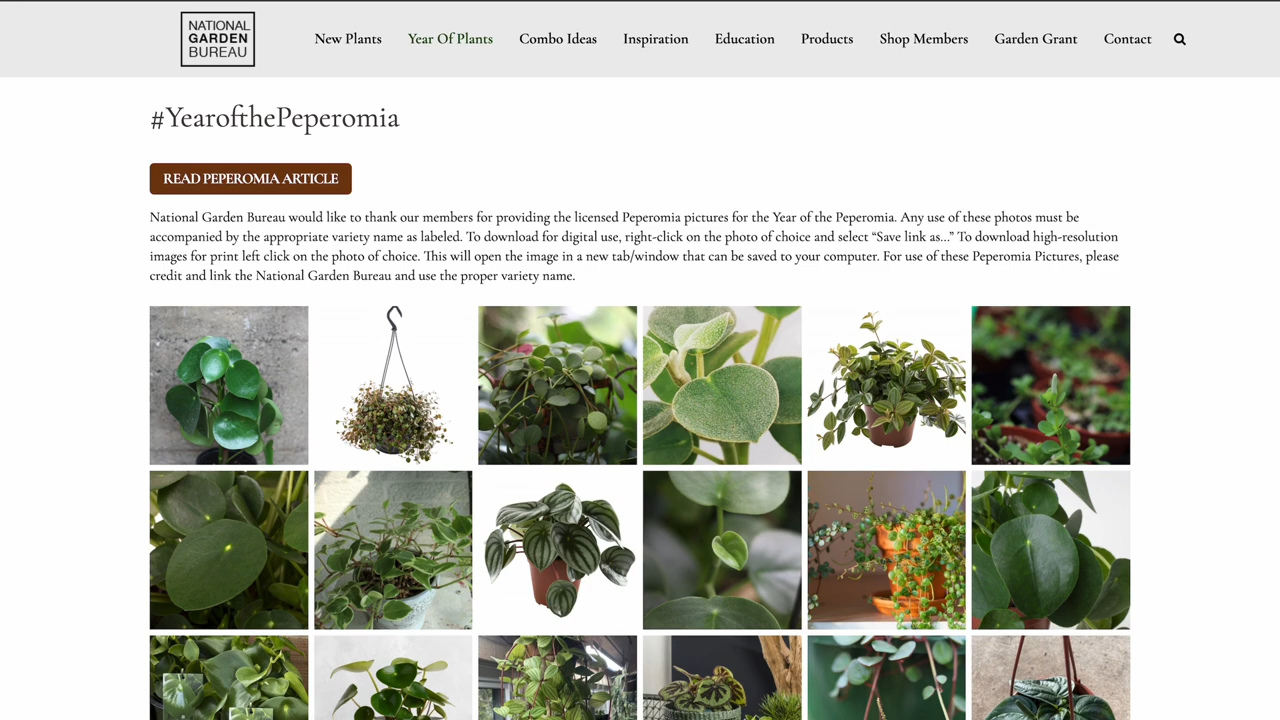 NATIONAL
GARDEN
BUREAU
New Plants
Year Of Plants
Combo Ideas
Inspiration
Education
Products
Shop Members
Garden Grant
Contact
#YearofthePeperomia
READ PEPEROMIA ARTICLE
National Garden Bureau would like to thank our members for providing the licensed Peperomia pictures for the Year of the Peperomia. Any use of these photos must be
accompanied by the appropriate variety name as labeled. To download for digital use, right-click on the photo of choice and select “Save link as…” To download high-resolution
images for print left click on the photo of choice. This will open the image in a new tab/window that can be saved to your computer. For use of these Peperomia Pictures, please
credit and link the National Garden Bureau and use the proper variety name.